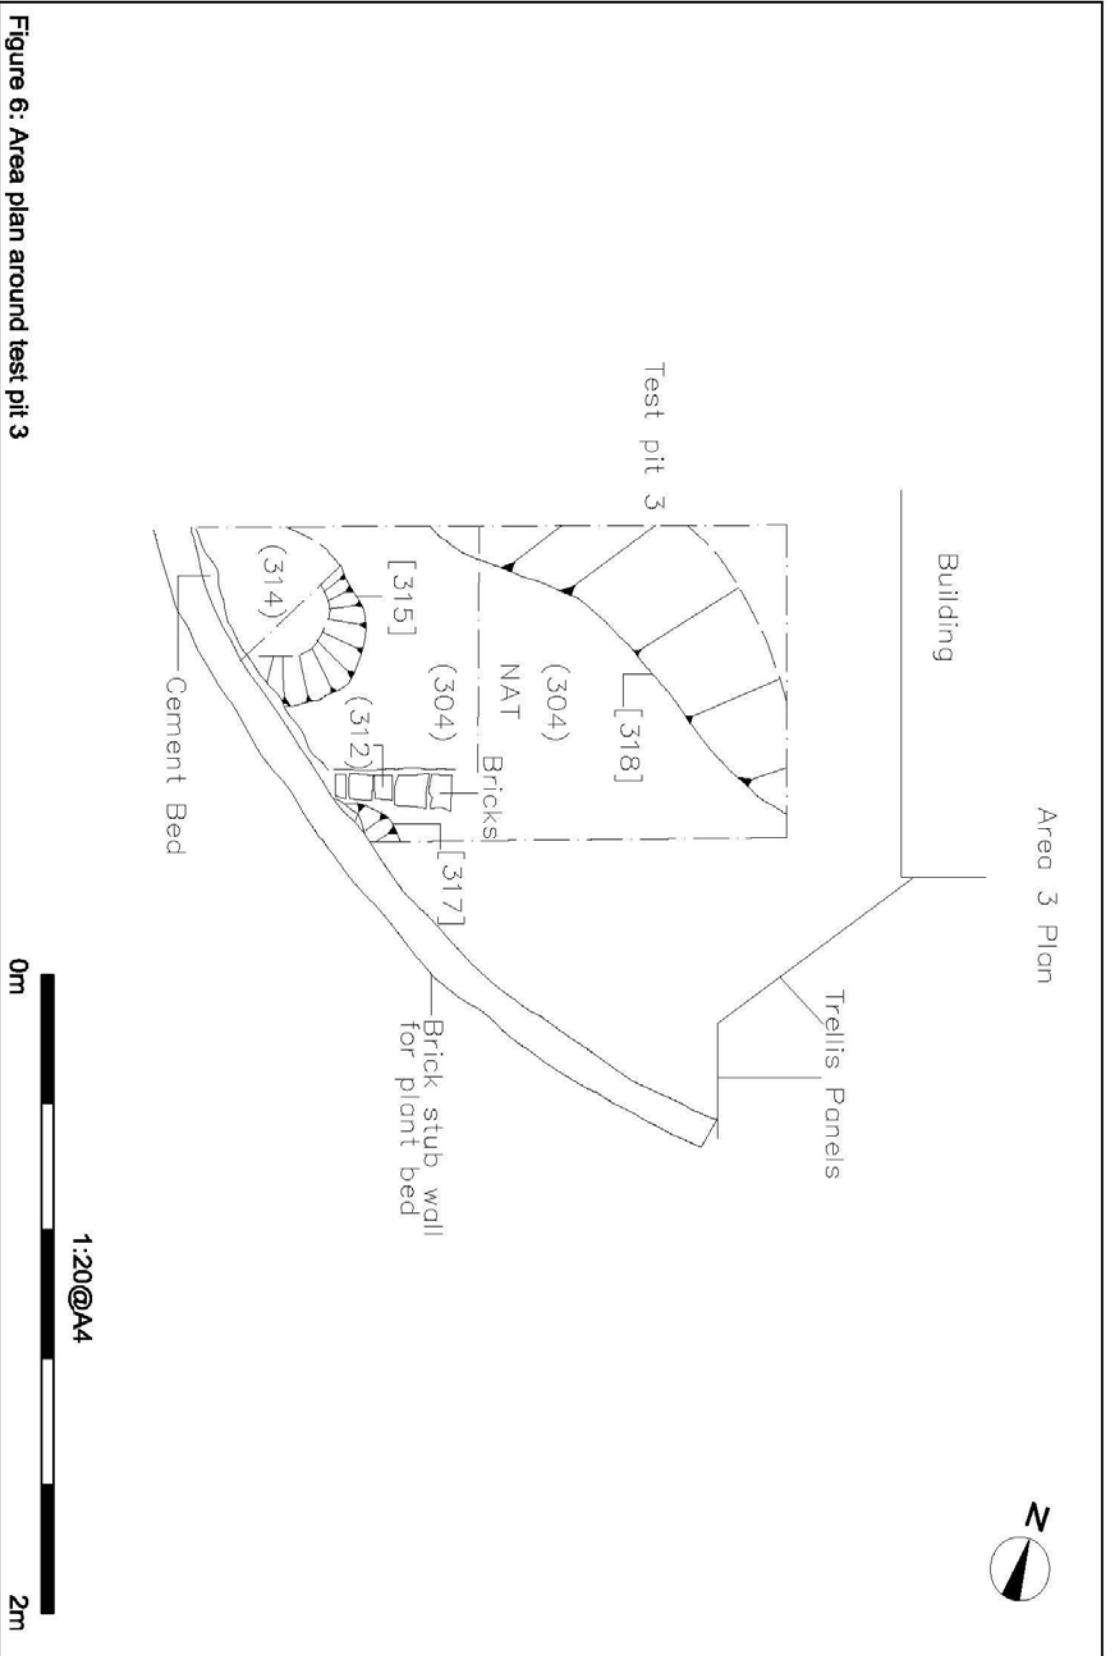 Area 3 Plan
N
Building
Trellis Panels
Test pit 3
[318]
(304)
NAT
(304)
Bricks
[317]
[315]
(312)
(314)
Brick stub wall
for plant bed
Cement Bed
1:20@A4
0m
2m
Figure 6: Area plan around test pit 3